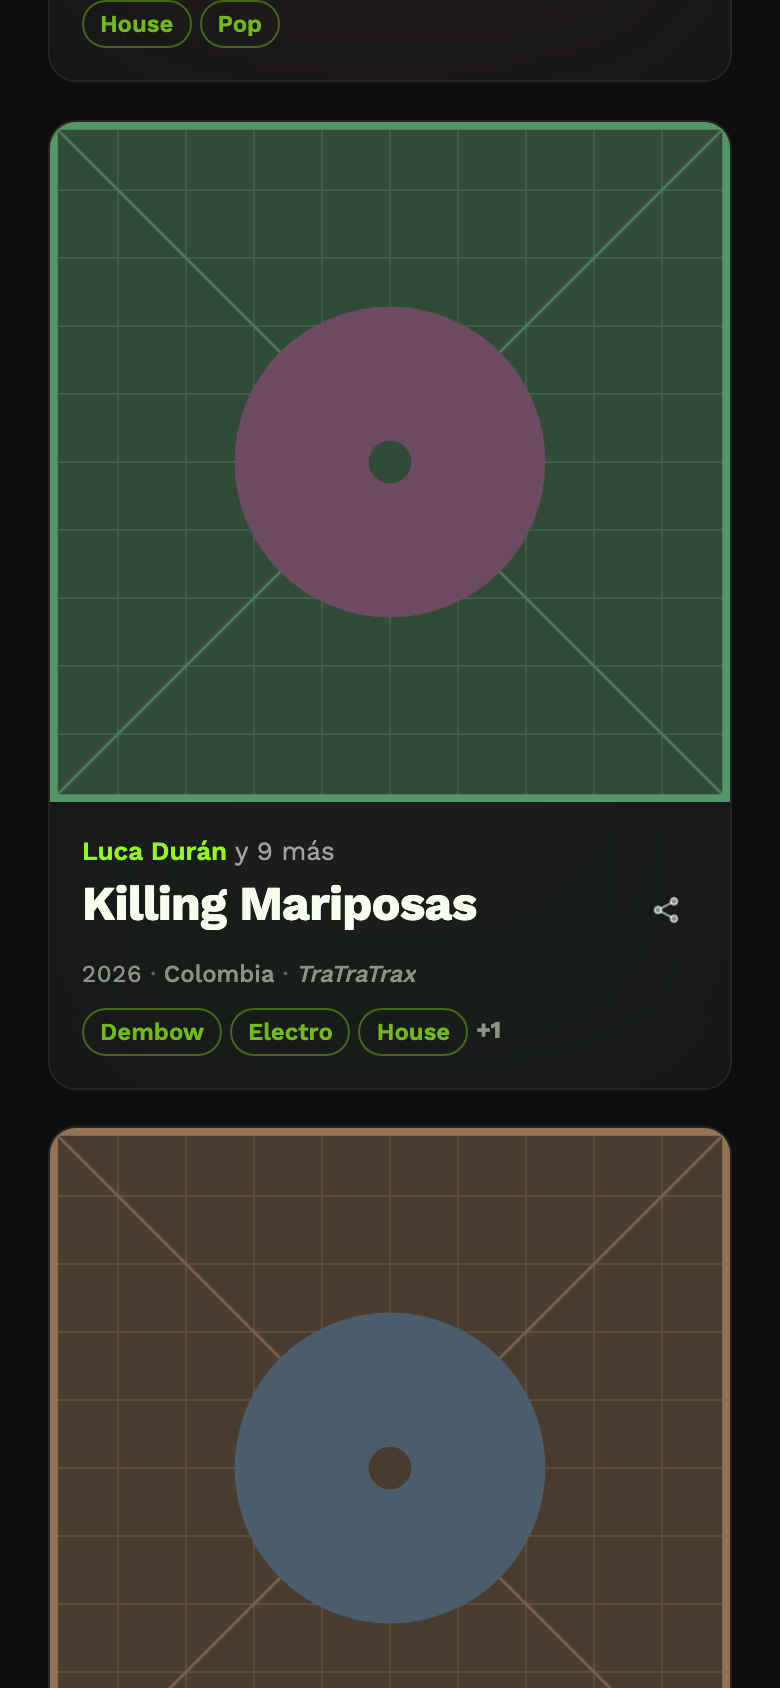 House Pop
Luca Durán y 9 más
Killing Mariposas
2026 · Colombia · TraTraTrax
Dembow Electro House +1